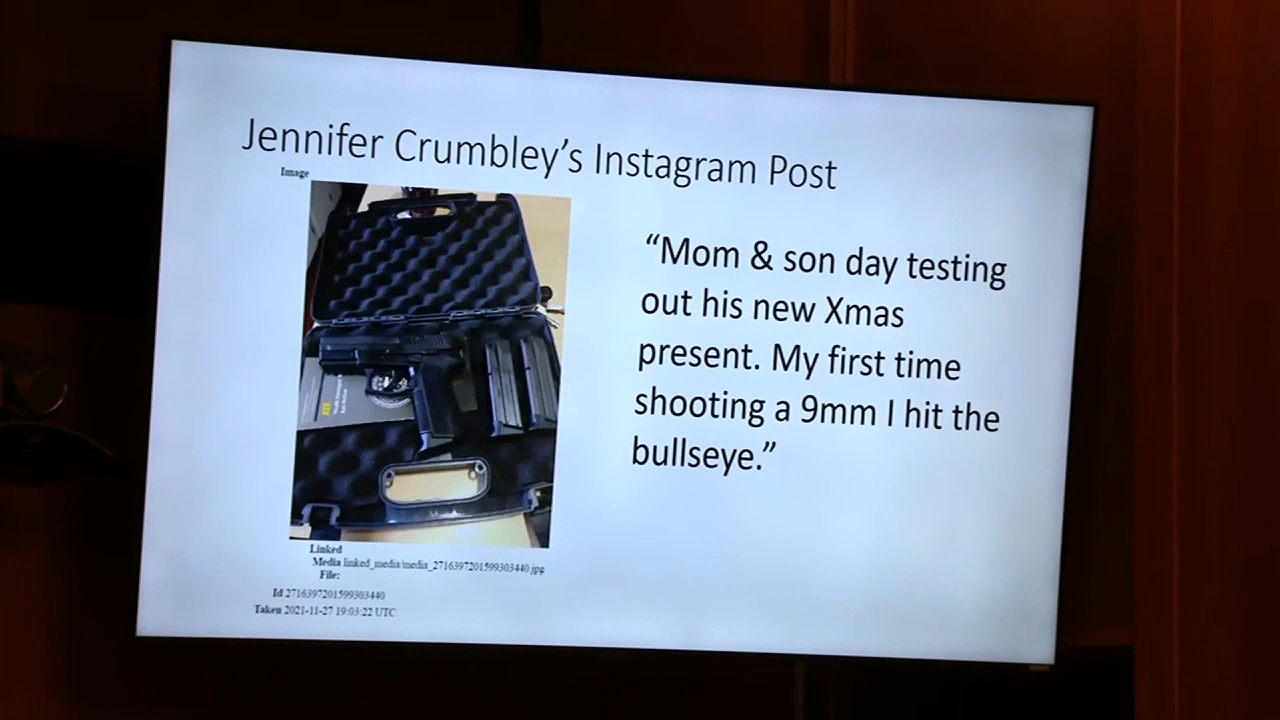 Jennifer Crumbley’s Instagram Post
Image
“Mom & son day testing
out his new Xmas
present. My first time
shooting a 9mm I hit the
bullseye.”
Linked
Media linked_media/media_2716397201599303440.jpg
File:
Id 2716397201599303440
Taken 2021-11-27 19:03:22 UTC